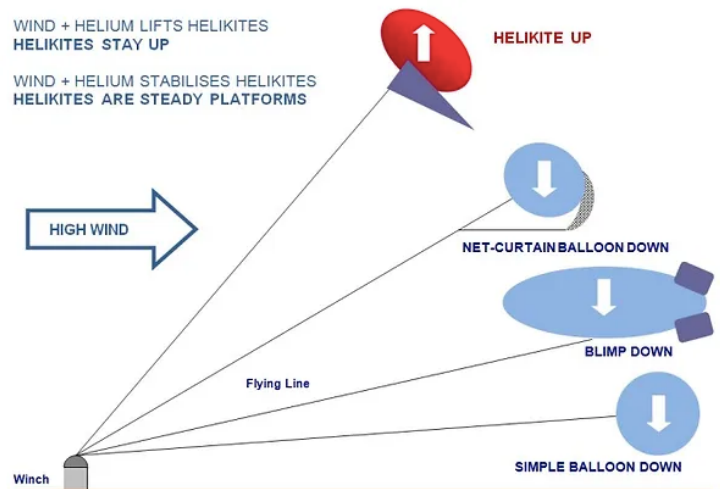 WIND + HELIUM LIFTS HELIKITES
HELIKITES STAY UP
HELIKITE UP
WIND + HELIUM STABILISES HELIKITES
HELIKITES ARE STEADY PLATFORMS
HIGH WIND
NET-CURTAIN BALLOON DOWN
BLIMP DOWN
Flying Line
SIMPLE BALLOON DOWN
Winch